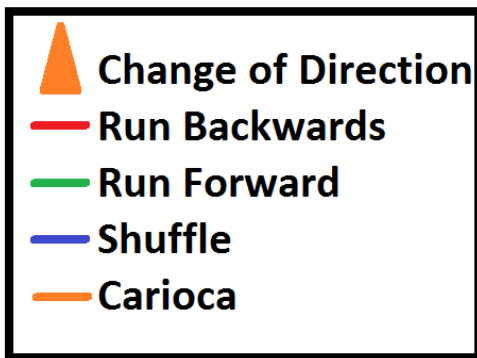 Change of Direction
Run Backwards
Run Forward
Shuffle
Carioca